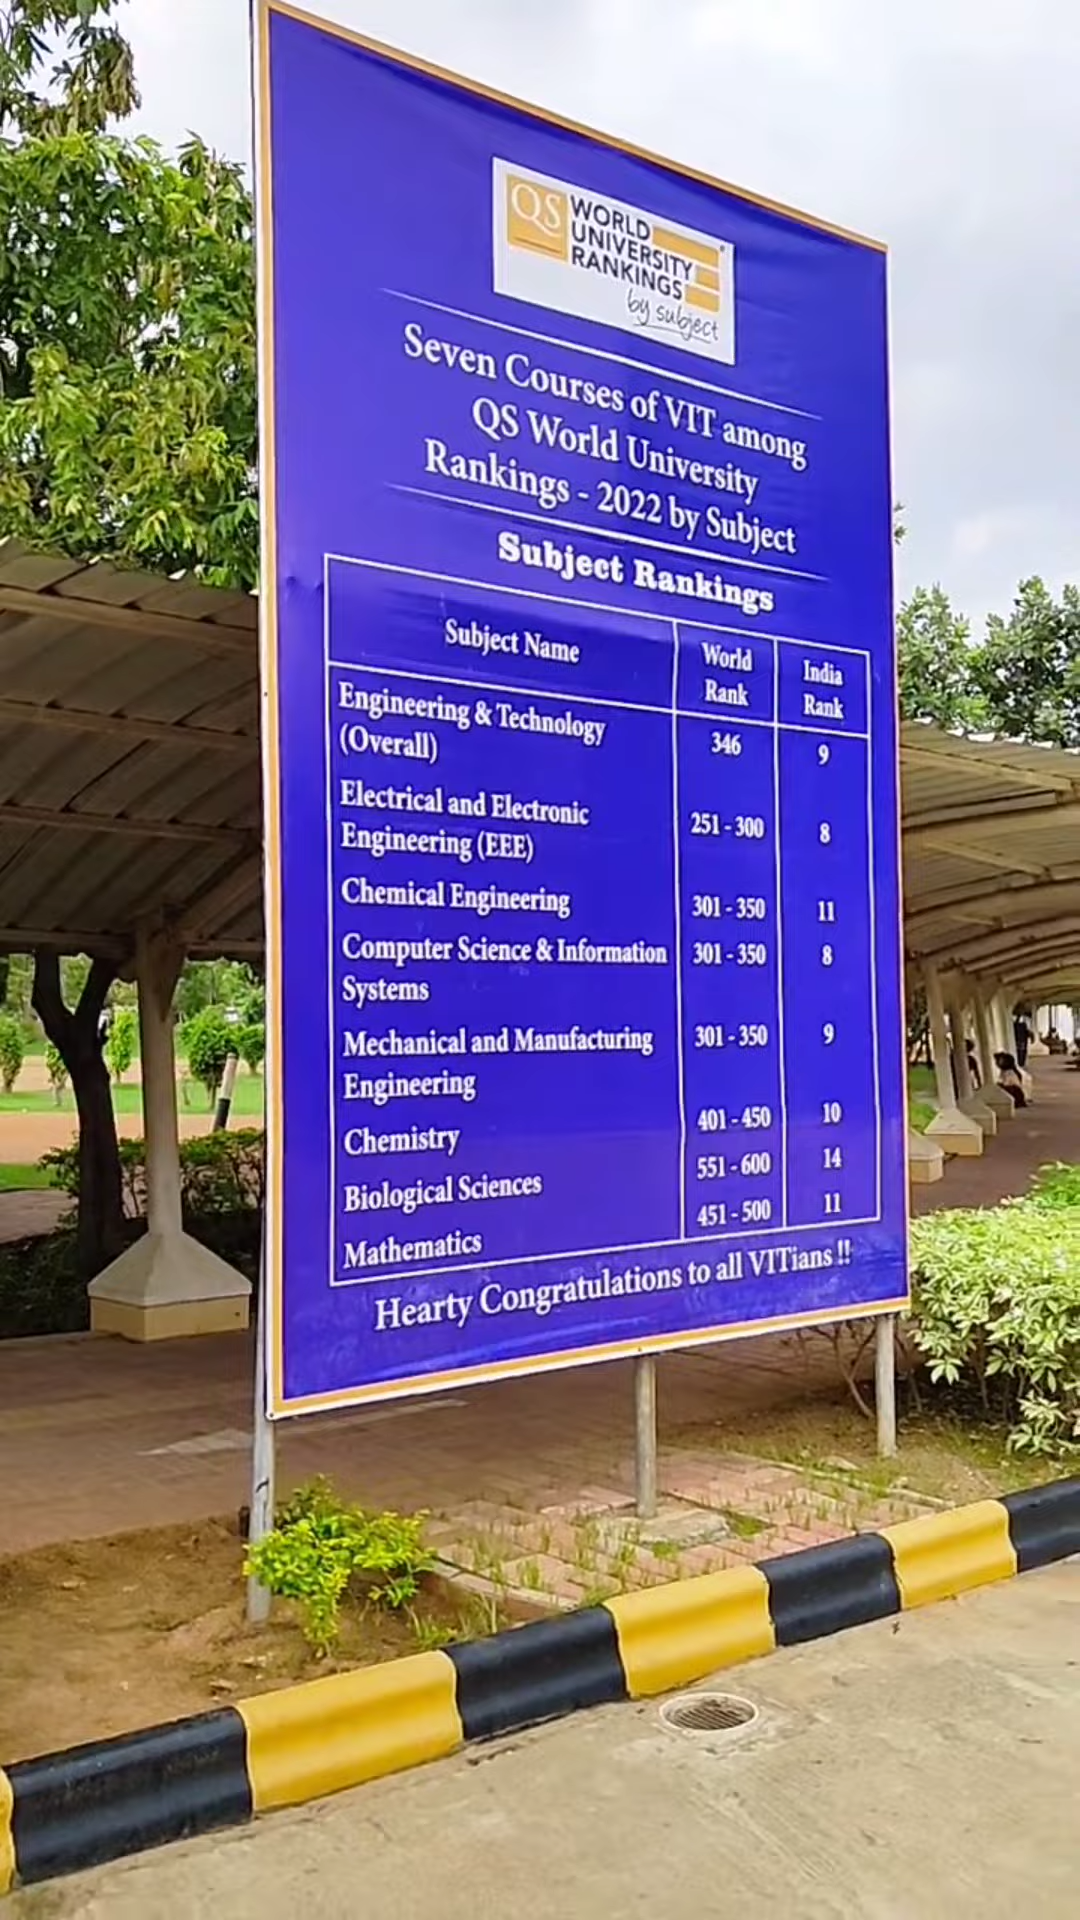 QS WORLD
UNIVERSITY
RANKINGS
by subject
Seven Courses of VIT among
QS World University
Rankings - 2022 by Subject
Subject Rankings
Subject Name World Rank India Rank
Engineering & Technology (Overall) 346 9
Electrical and Electronic Engineering (EEE) 251 - 300 8
Chemical Engineering 301 - 350 11
Computer Science & Information Systems 301 - 350 8
Mechanical and Manufacturing Engineering 301 - 350 9
Chemistry 401 - 450 10
Biological Sciences 551 - 600 14
Mathematics 451 - 500 11
Hearty Congratulations to all VITians !!